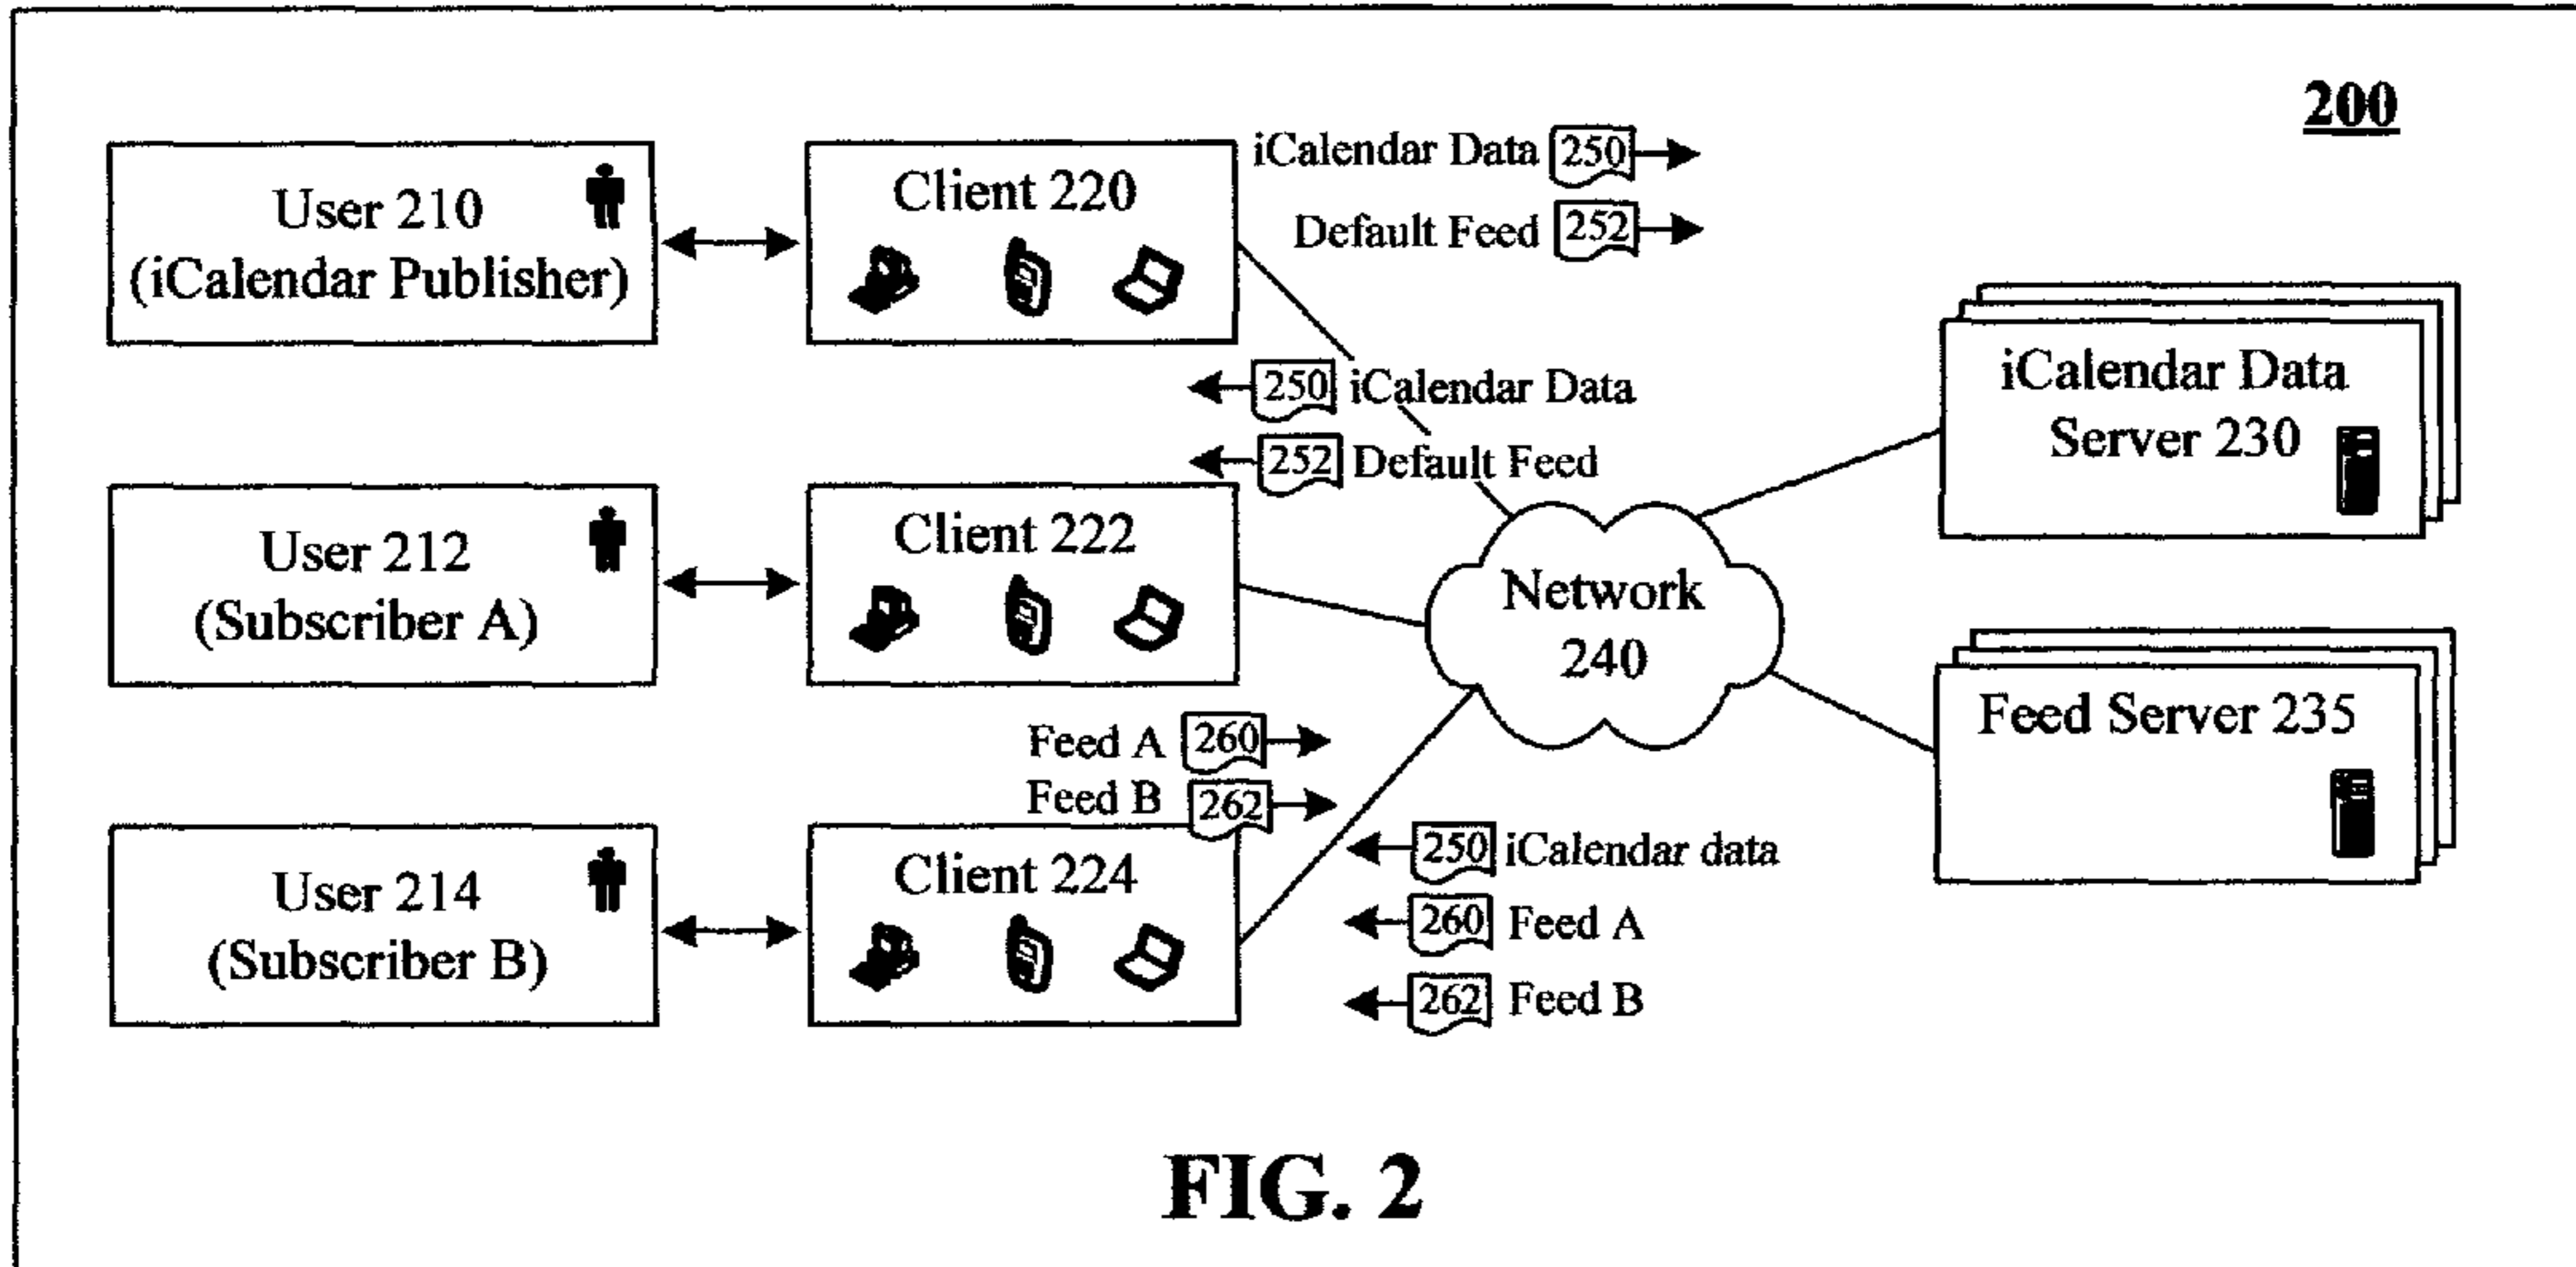 200
User 210
(iCalendar Publisher)
Client 220
iCalendar Data 250
Default Feed 252
250 iCalendar Data
252 Default Feed
iCalendar Data
Server 230
User 212
(Subscriber A)
Client 222
Network
240
Feed Server 235
Feed A 260
Feed B 262
User 214
(Subscriber B)
Client 224
250 iCalendar data
260 Feed A
262 Feed B
FIG. 2